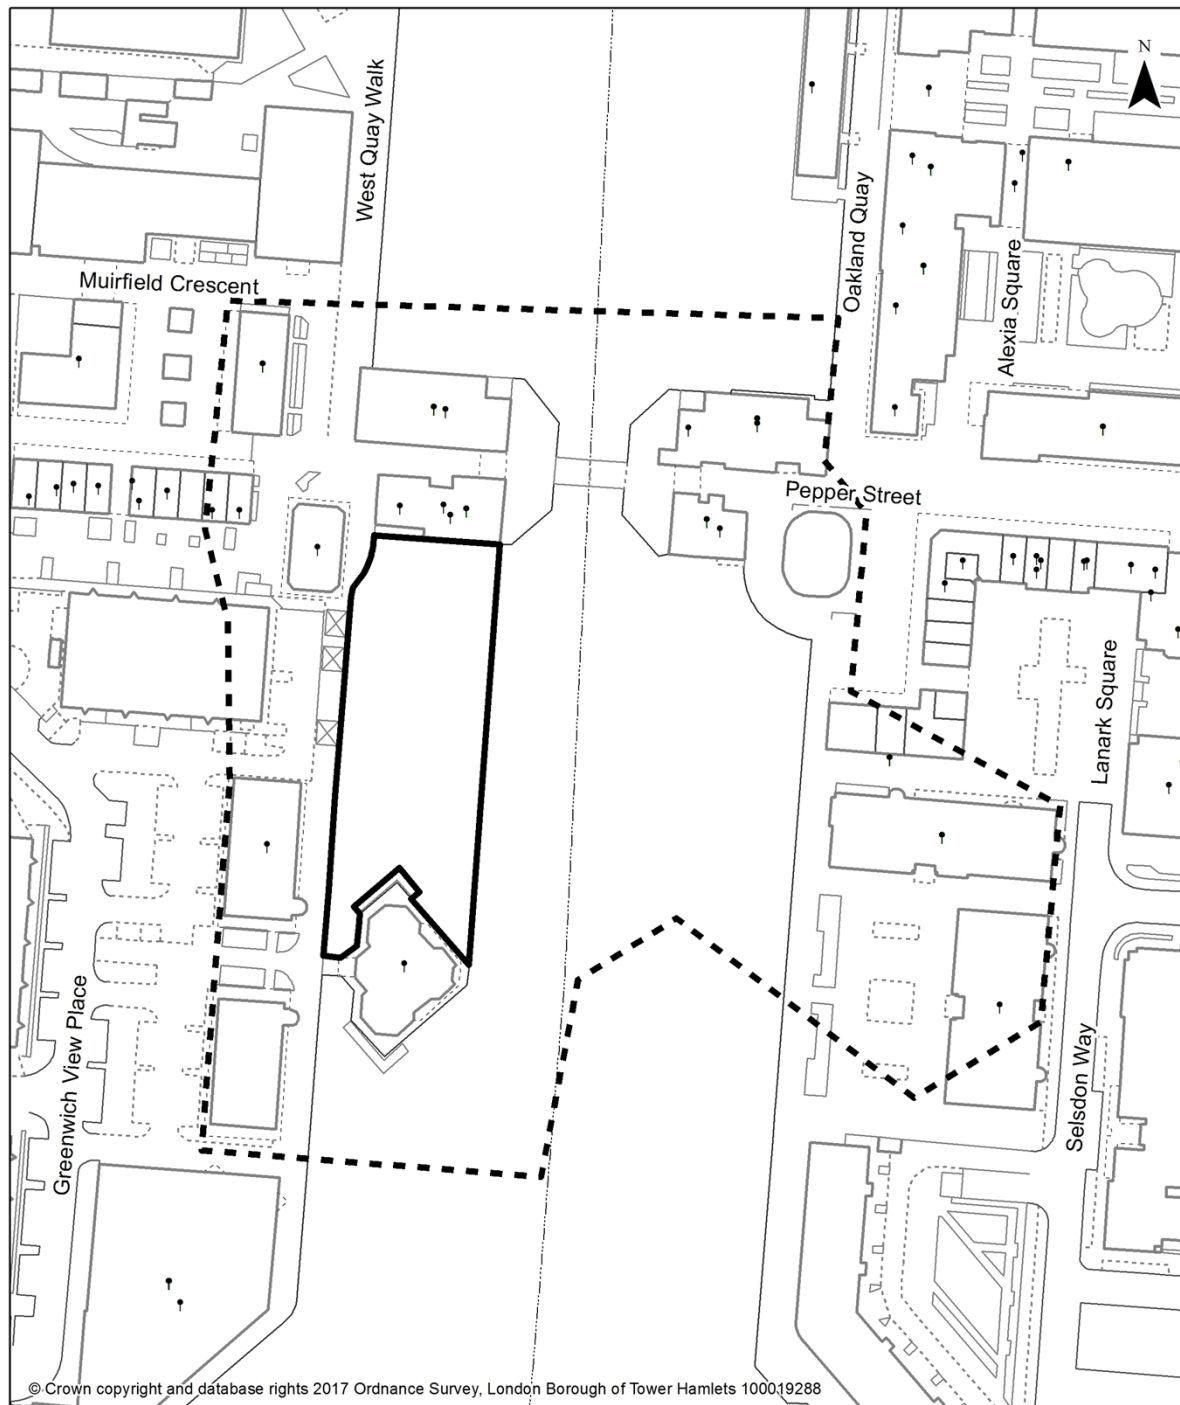 N
West Quay Walk
Oakland Quay
Alexia Square
Muirfield Crescent
Pepper Street
Lanark Square
Greenwich View Place
Selsdon Way
© Crown copyright and database rights 2017 Ordnance Survey, London Borough of Tower Hamlets 100019288